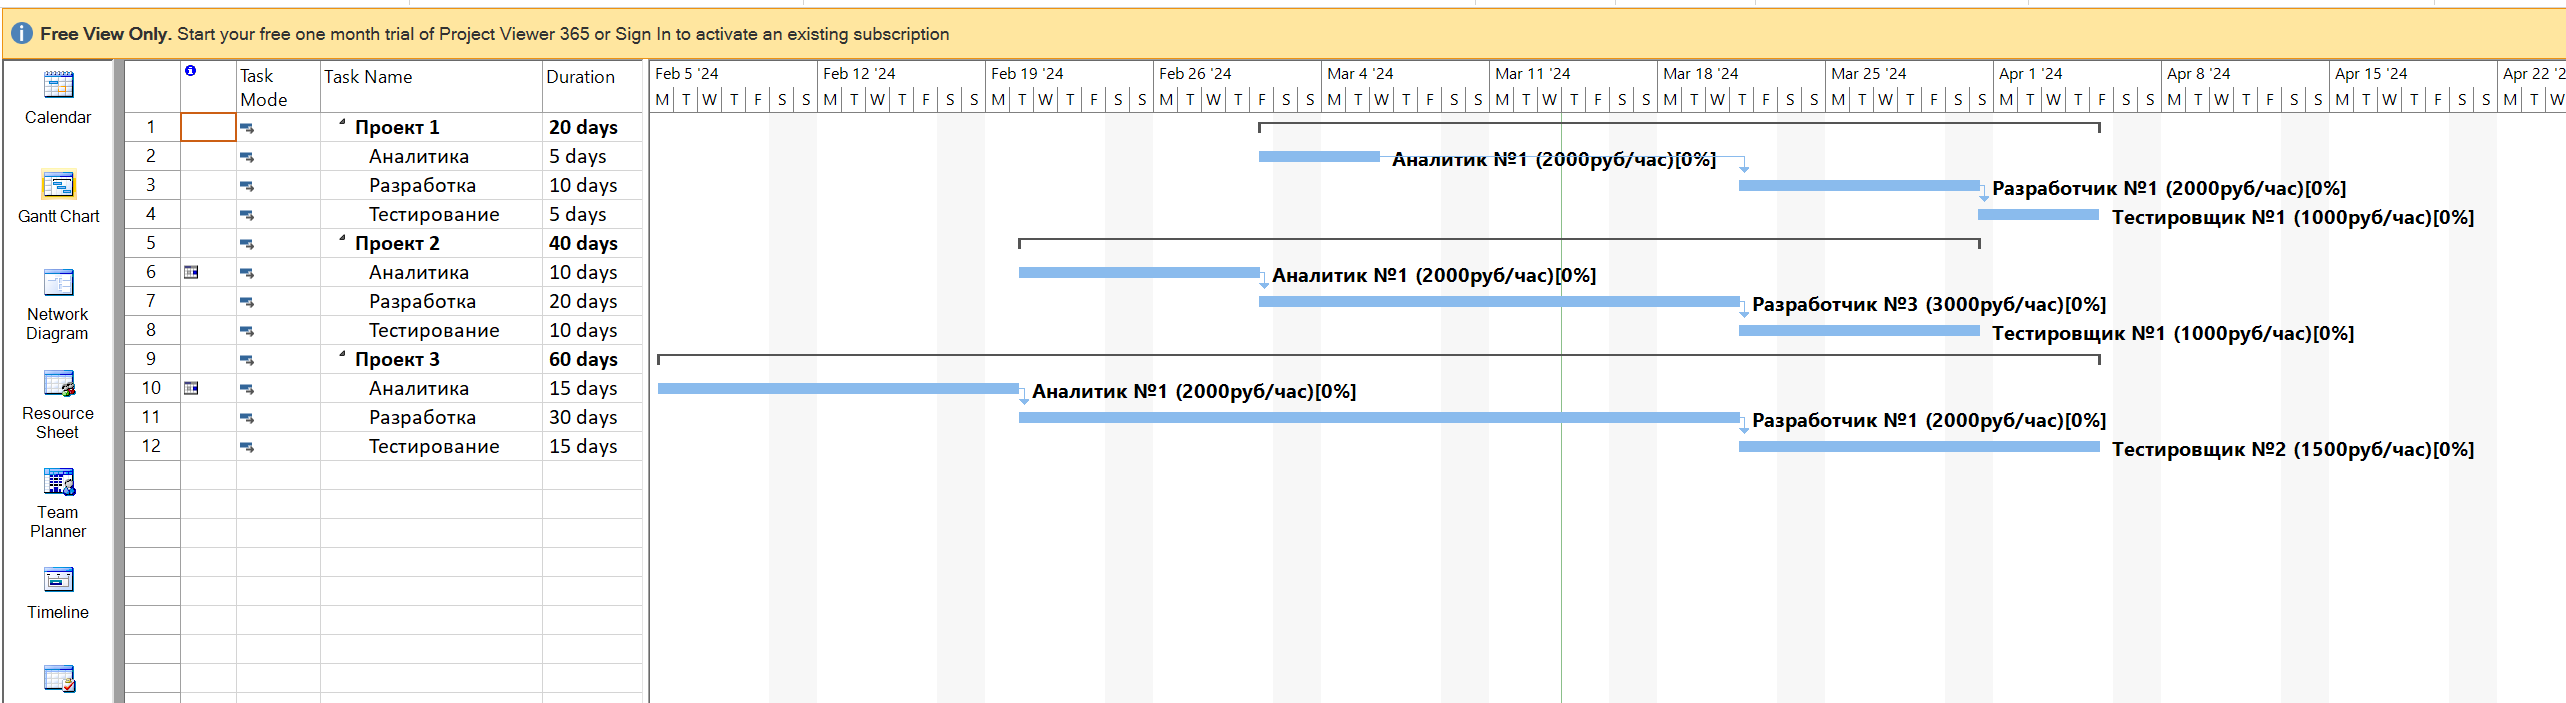 Free View Only. Start your free one month trial of Project Viewer 365 or Sign In to activate an existing subscription
Calendar
Gantt Chart
Network
Diagram
Resource
Sheet
Team
Planner
Timeline
Task Mode Task Name Duration
Feb 5 '24 Feb 12 '24 Feb 19 '24 Feb 26 '24 Mar 4 '24 Mar 11 '24 Mar 18 '24 Mar 25 '24 Apr 1 '24 Apr 8 '24 Apr 15 '24 Apr 22 '2
M T W T F S S M T W T F S S M T W T F S S M T W T F S S M T W T F S S M T W T F S S M T W T F S S M T W T F S S M T W T F S S M T W T F S S M T W T F S S M T W
1 Проект 1 20 days
2 Аналитика 5 days Аналитик №1 (2000руб/час)[0%]
3 Разработка 10 days Разработчик №1 (2000руб/час)[0%]
4 Тестирование 5 days Тестировщик №1 (1000руб/час)[0%]
5 Проект 2 40 days
6 Аналитика 10 days Аналитик №1 (2000руб/час)[0%]
7 Разработка 20 days Разработчик №3 (3000руб/час)[0%]
8 Тестирование 10 days Тестировщик №1 (1000руб/час)[0%]
9 Проект 3 60 days
10 Аналитика 15 days Аналитик №1 (2000руб/час)[0%]
11 Разработка 30 days Разработчик №1 (2000руб/час)[0%]
12 Тестирование 15 days Тестировщик №2 (1500руб/час)[0%]